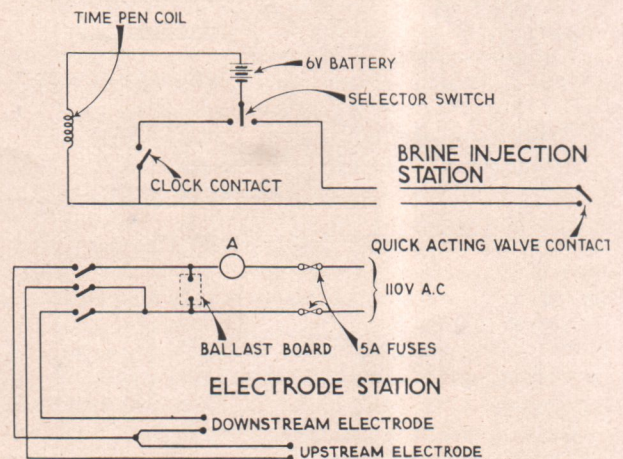 TIME PEN COIL
6V BATTERY
SELECTOR SWITCH
CLOCK CONTACT
BRINE INJECTION
STATION
QUICK ACTING VALVE CONTACT
A
110V A.C
BALLAST BOARD
5A FUSES
ELECTRODE STATION
DOWNSTREAM ELECTRODE
UPSTREAM ELECTRODE